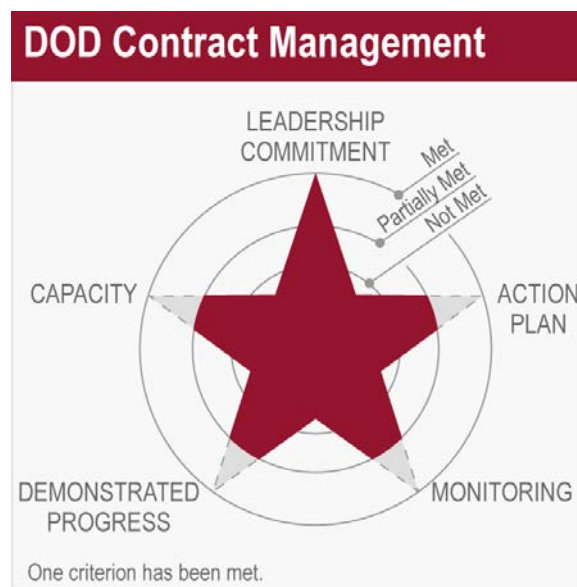 DOD Contract Management
LEADERSHIP
COMMITMENT
Met
Partially Met
Not Met
CAPACITY
ACTION
PLAN
DEMONSTRATED
PROGRESS
MONITORING
One criterion has been met.